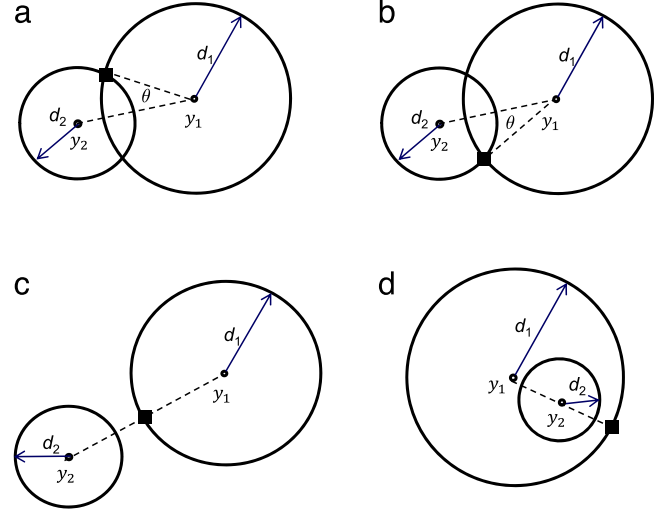 a
d₁
θ
d₂
y₁
y₂
b
d₁
d₂
θ
y₁
y₂
c
d₁
y₁
d₂
y₂
d
d₁
y₁
d₂
y₂